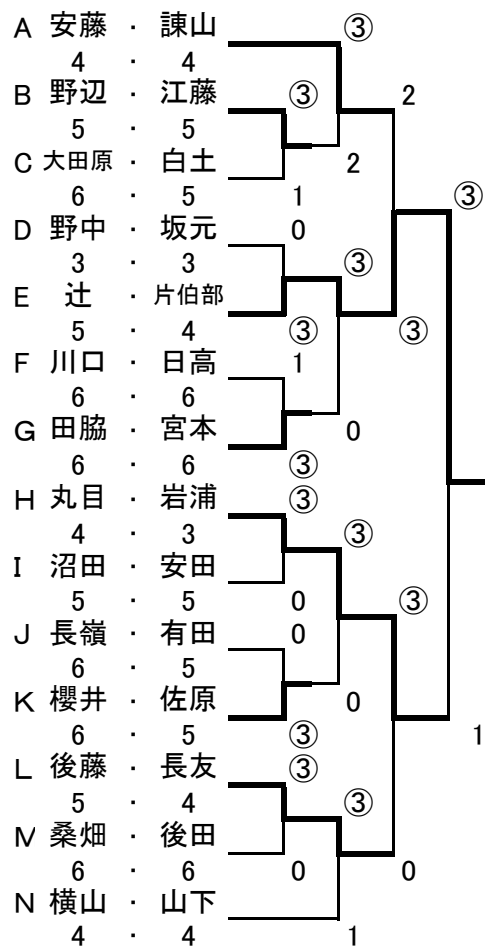 A 安藤 ・ 諌山 ③
4 ・ 4
B 野辺 ・ 江藤 ③ 2
5 ・ 5
C 大田原 ・ 白土 2
6 ・ 5 1 ③
D 野中 ・ 坂元 0
3 ・ 3 ③
E 辻 ・ 片伯部
5 ・ 4 ③ ③
F 川口 ・ 日高 1
6 ・ 6
G 田脇 ・ 宮本 0
6 ・ 6 ③
H 丸目 ・ 岩浦 ③
4 ・ 3 ③
I 沼田 ・ 安田
5 ・ 5 0 ③
J 長嶺 ・ 有田 0
6 ・ 5
K 櫻井 ・ 佐原 0
6 ・ 5 ③ 1
L 後藤 ・ 長友 ③
5 ・ 4 ③
M 桑畑 ・ 後田
6 ・ 6 0 0
N 横山 ・ 山下
4 ・ 4 1